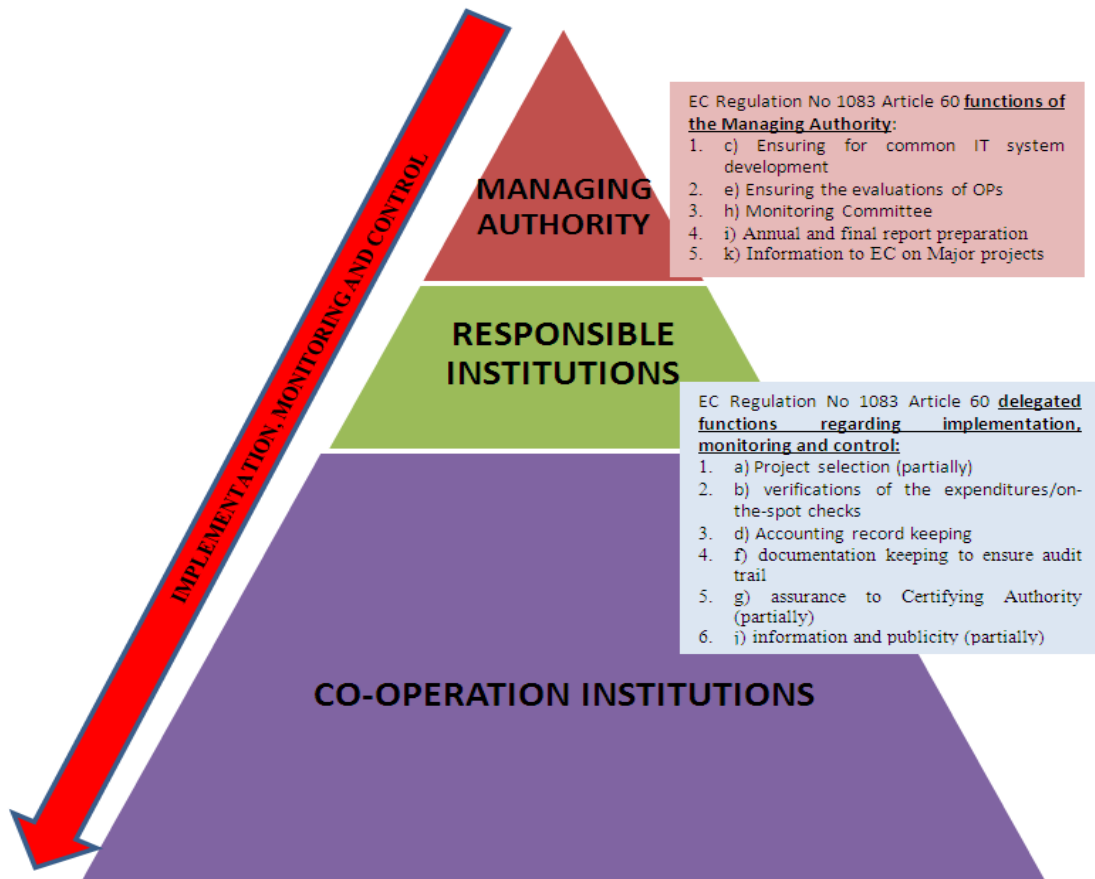 IMPLEMENTATION, MONITORING AND CONTROL
MANAGING
AUTHORITY
EC Regulation No 1083 Article 60 functions of
the Managing Authority:
1. c) Ensuring for common IT system
development
2. e) Ensuring the evaluations of OPs
3. h) Monitoring Committee
4. i) Annual and final report preparation
5. k) Information to EC on Major projects
RESPONSIBLE
INSTITUTIONS
EC Regulation No 1083 Article 60 delegated
functions regarding implementation,
monitoring and control:
1. a) Project selection (partially)
2. b) verifications of the expenditures/on-
the-spot checks
3. d) Accounting record keeping
4. f) documentation keeping to ensure audit
trail
5. g) assurance to Certifying Authority
(partially)
6. j) information and publicity (partially)
CO-OPERATION INSTITUTIONS